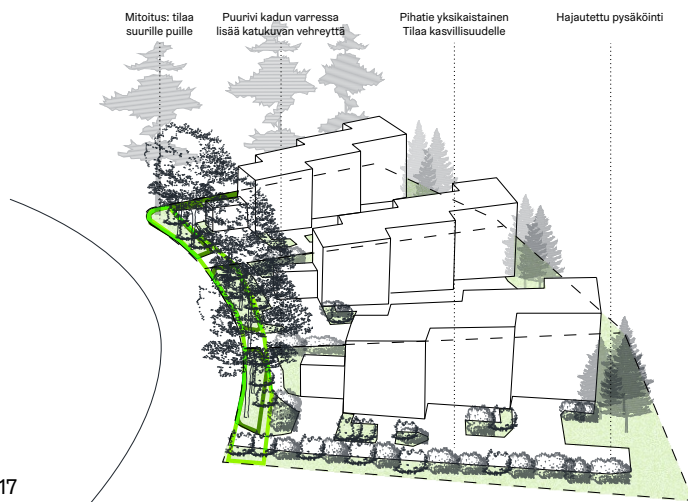 Mitoitus: tilaa
suurille puille
Puurivi kadun varressa
lisää katukuvan vehreyttä
Pihatie yksikaistainen
Tilaa kasvillisuudelle
Hajautettu pysäköinti
17